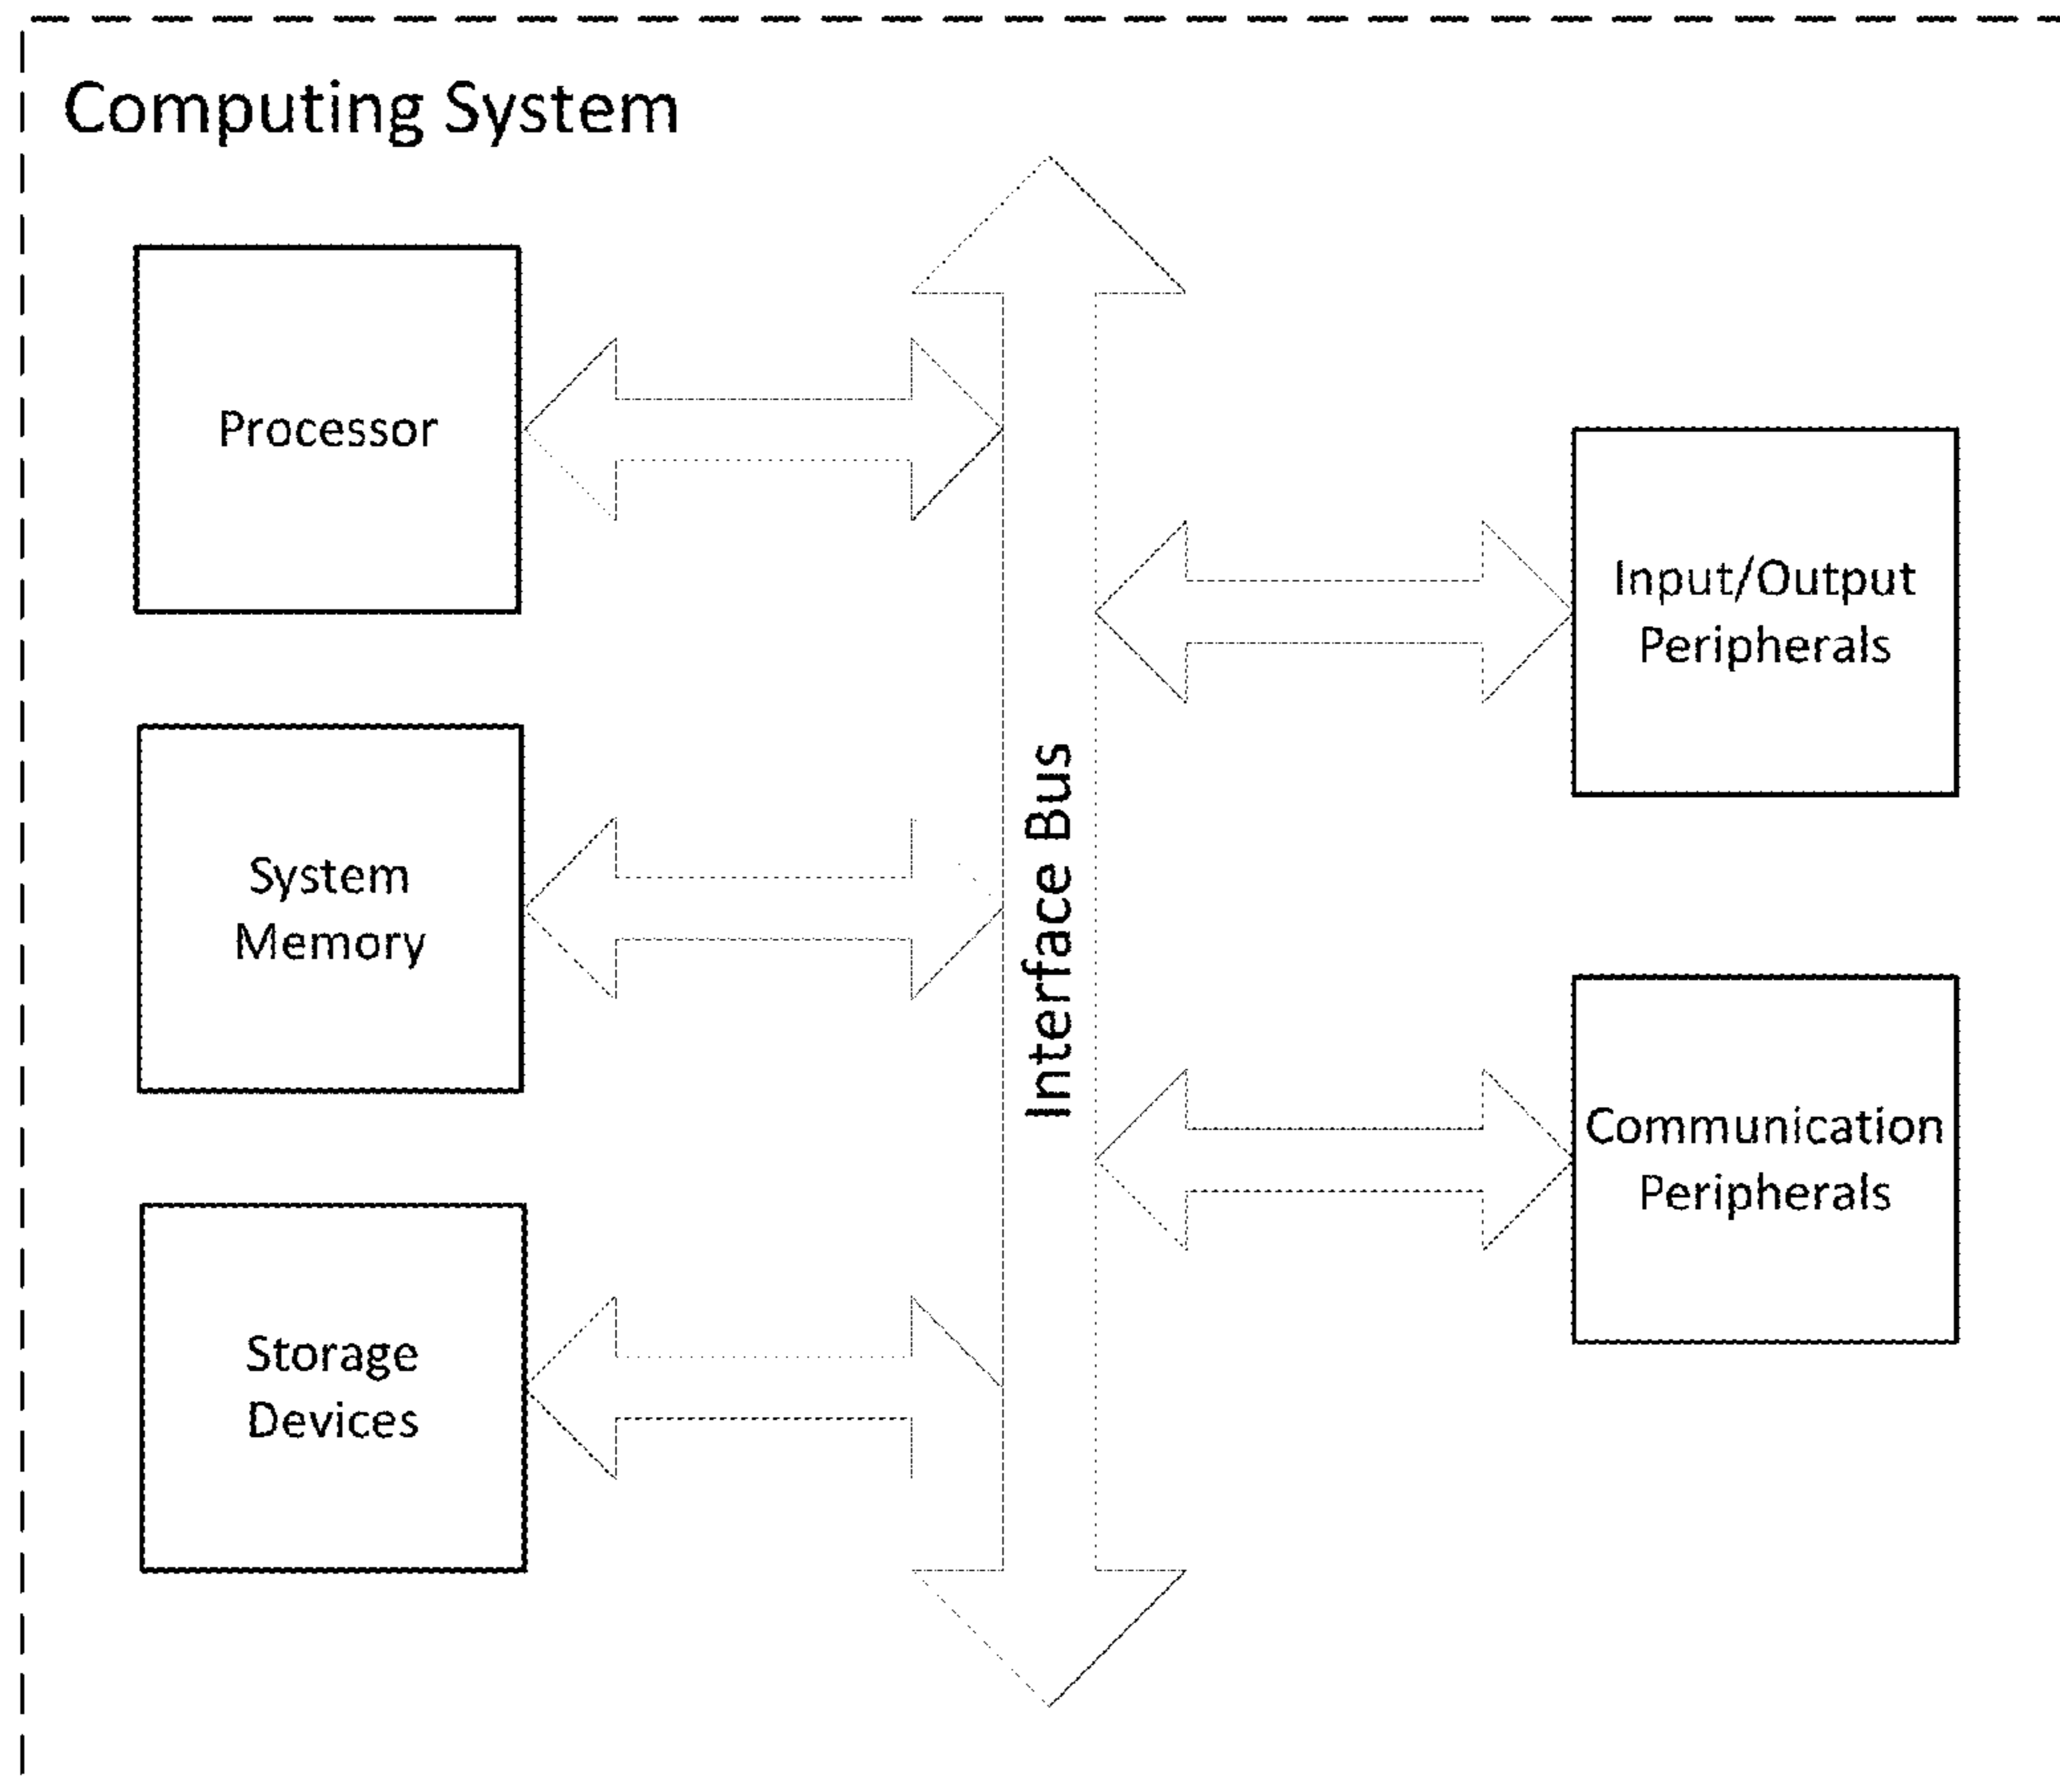 Computing System
Processor
System
Memory
Storage
Devices
Interface Bus
Input/Output
Peripherals
Communication
Peripherals